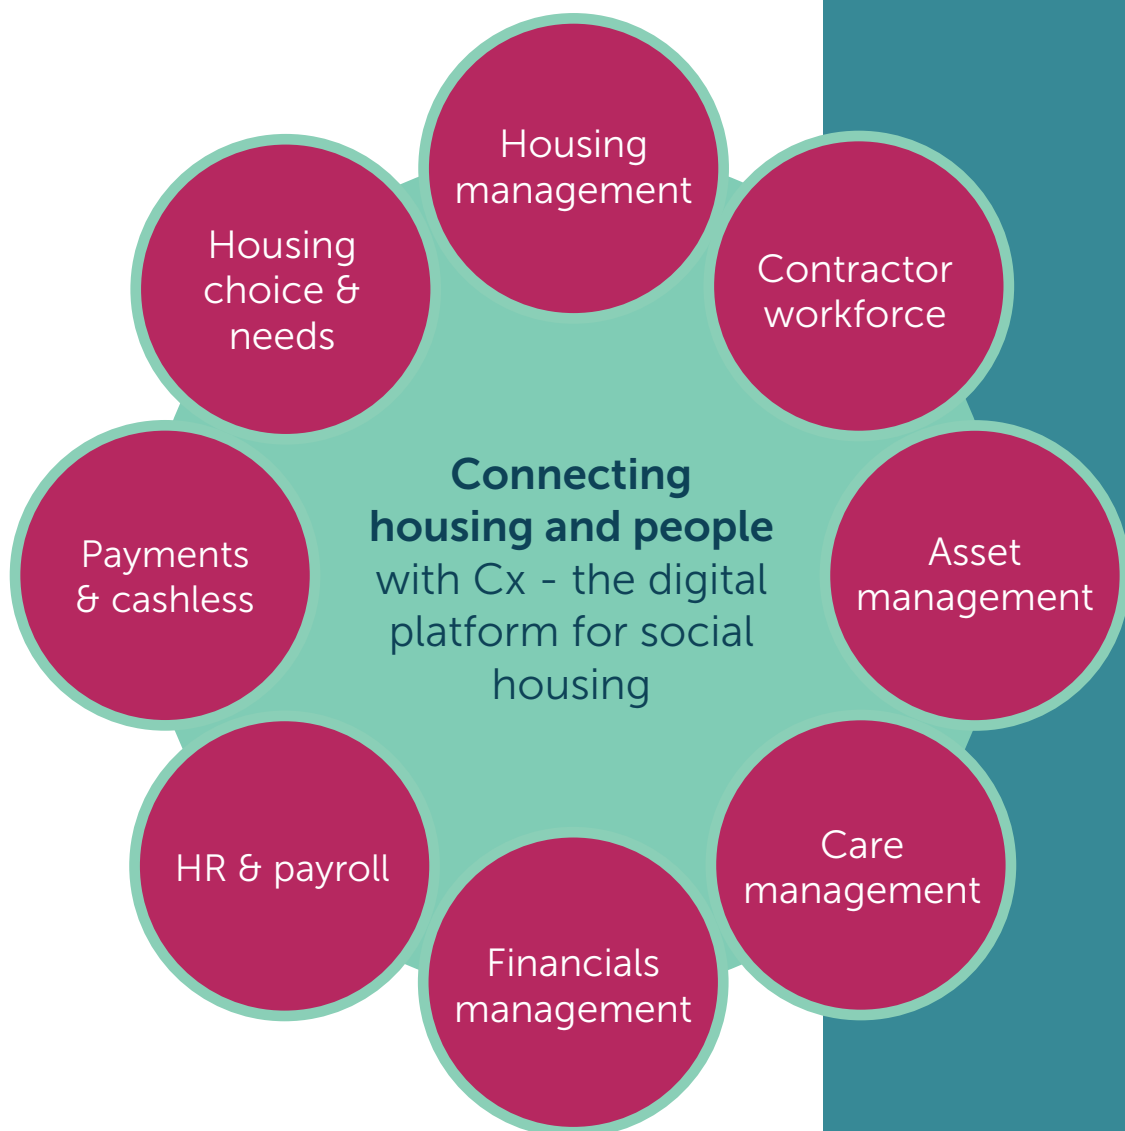 Housing
management
Contractor
workforce
Asset
management
Care
management
Financials
management
HR & payroll
Payments
& cashless
Housing
choice &
needs
Connecting
housing and people
with Cx - the digital
platform for social
housing